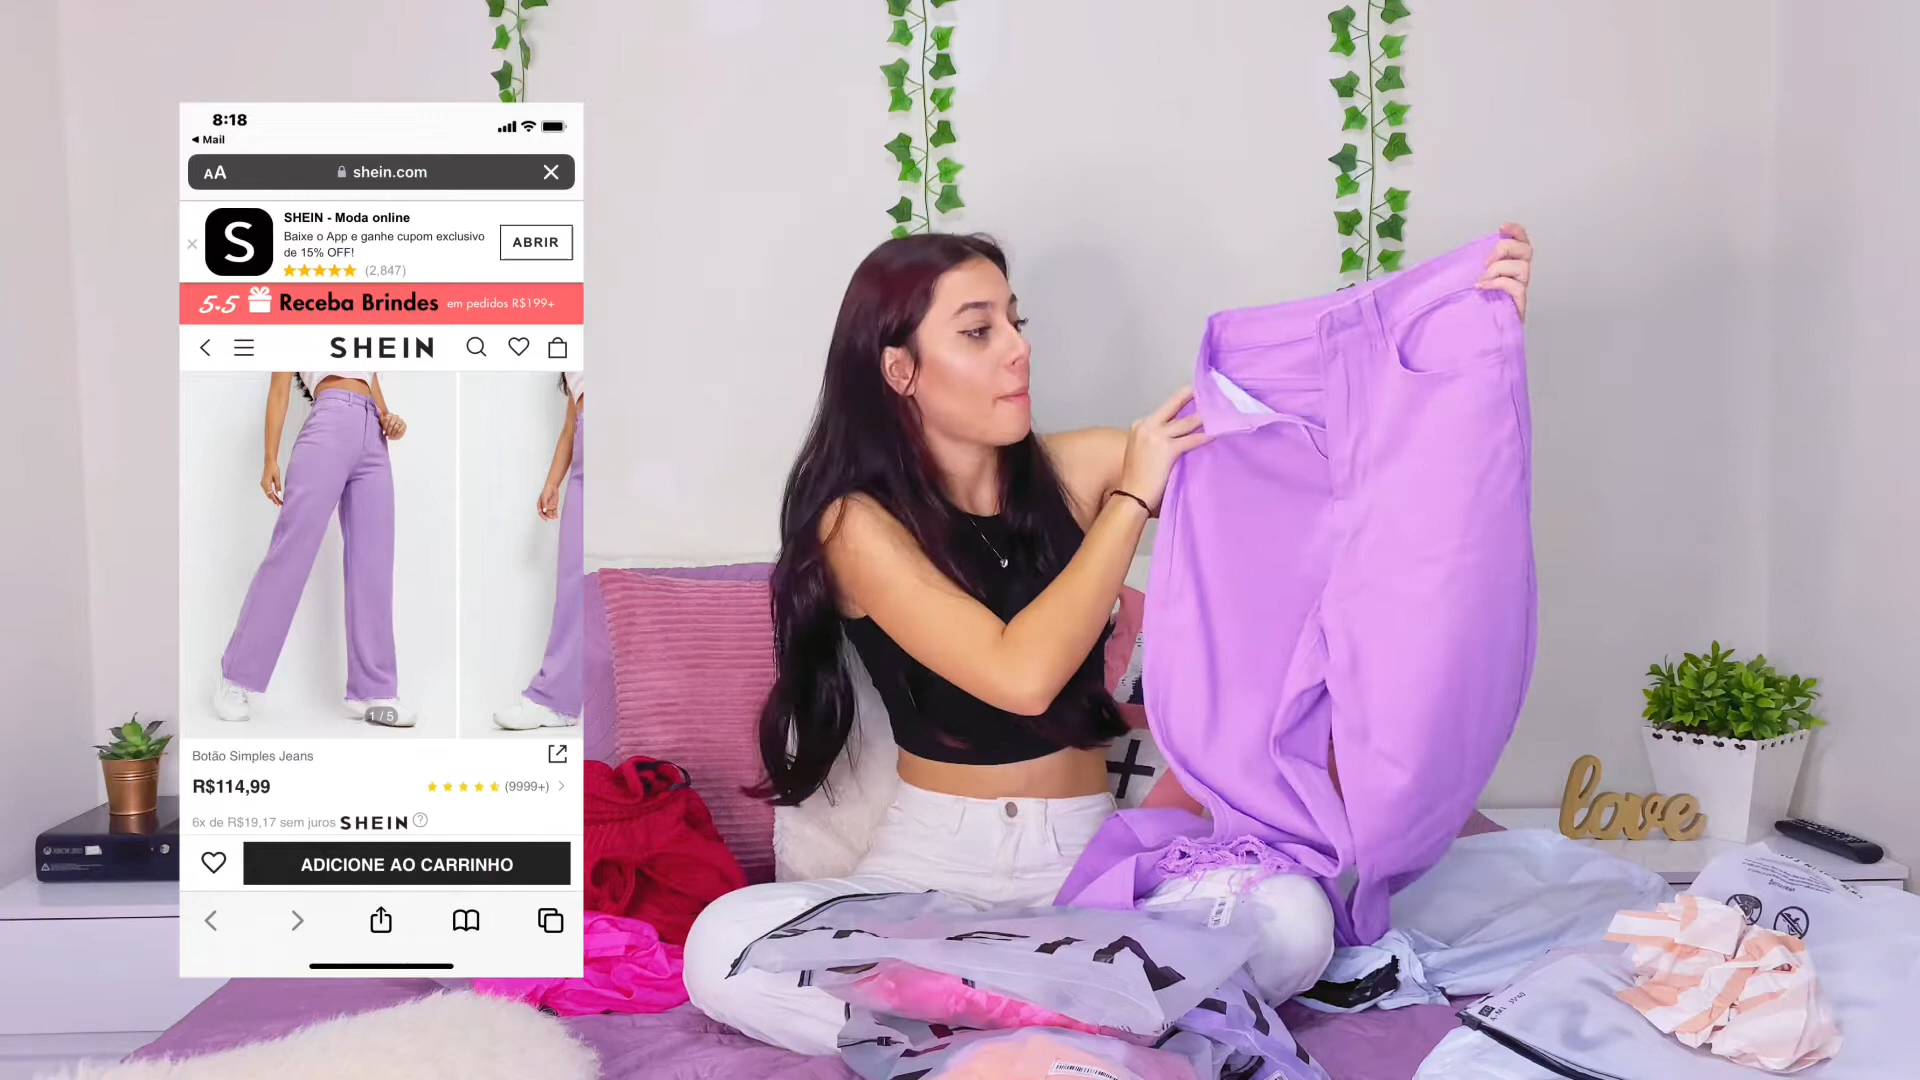 8:18
Mail
AA
shein.com
S
SHEIN - Moda online
Baixe o App e ganhe cupom exclusivo
de 15% OFF!
(2,847)
ABRIR
5.5 Receba Brindes em pedidos R$199+
SHEIN
1/5
Botão Simples Jeans
R$114,99
(9999+)
6x de R$19,17 sem juros SHEIN ?
ADICIONE AO CARRINHO
XBOX 360
love